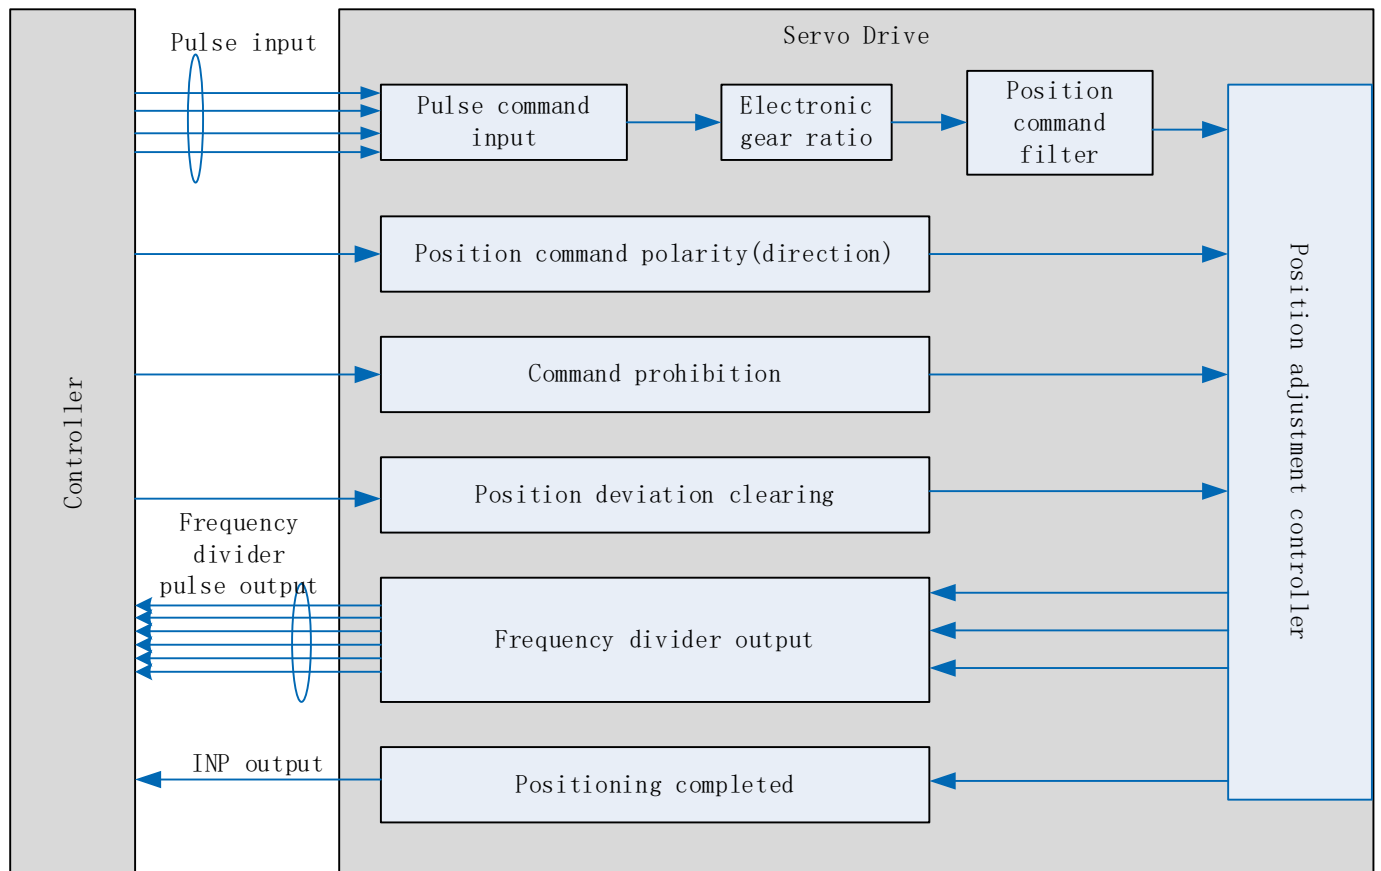 Servo Drive
Pulse input
Pulse command
input
Electronic
gear ratio
Position
command
filter
Position command polarity(direction)
Command prohibition
Position deviation clearing
Controller
Position adjustment controller
Frequency
divider
pulse output
Frequency divider output
INP output
Positioning completed